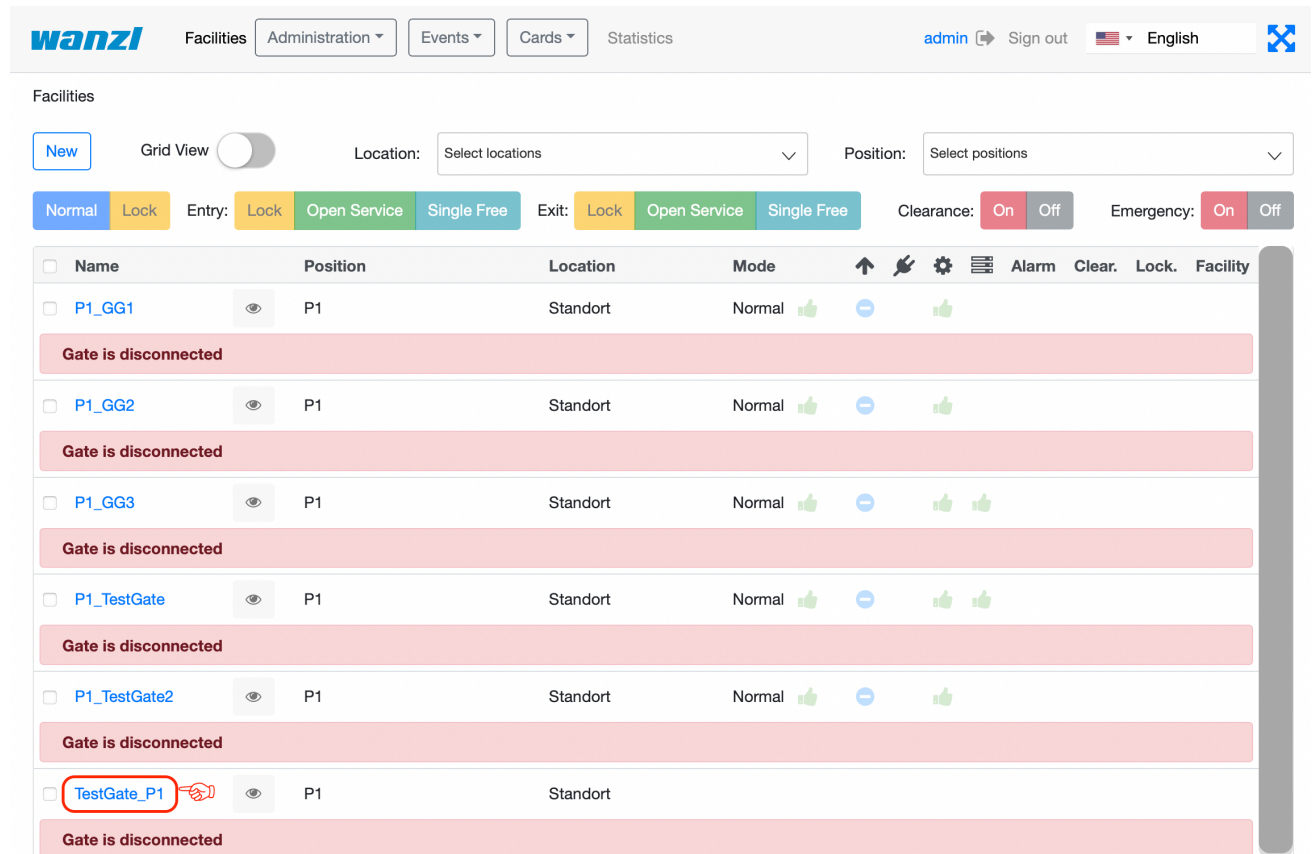 wanzl Facilities Administration Events Cards Statistics admin Sign out English
Facilities
New Grid View Location: Select locations Position: Select positions
Normal Lock Entry: Lock Open Service Single Free Exit: Lock Open Service Single Free Clearance: On Off Emergency: On Off
Name Position Location Mode Alarm Clear. Lock. Facility
P1_GG1 P1 Standort Normal
Gate is disconnected
P1_GG2 P1 Standort Normal
Gate is disconnected
P1_GG3 P1 Standort Normal
Gate is disconnected
P1_TestGate P1 Standort Normal
Gate is disconnected
P1_TestGate2 P1 Standort Normal
Gate is disconnected
TestGate_P1 P1 Standort
Gate is disconnected